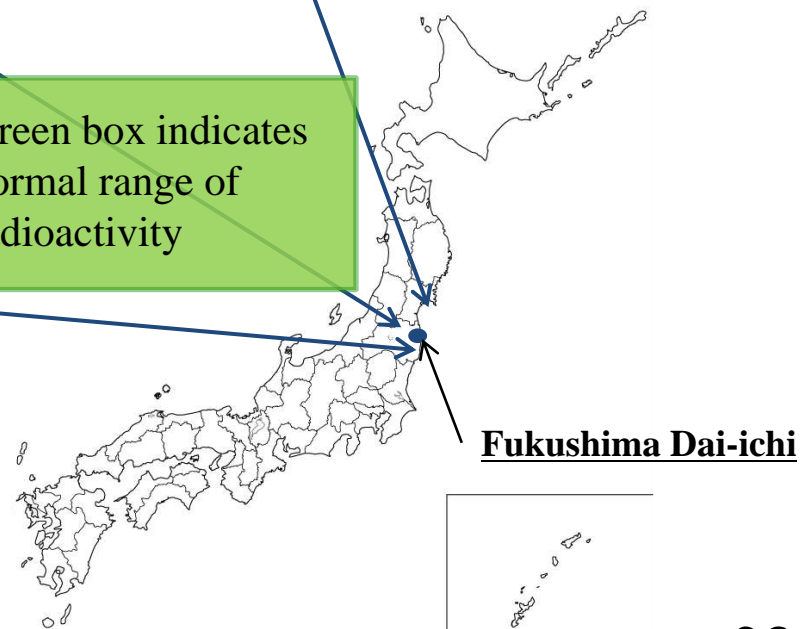 reen box indicates
ormal range of
dioactivity
Fukushima Dai-ichi